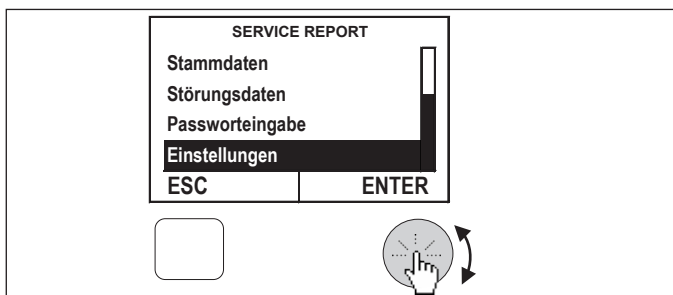 SERVICE REPORT
Stammdaten
Störungsdaten
Passworteingabe
Einstellungen
ESC ENTER